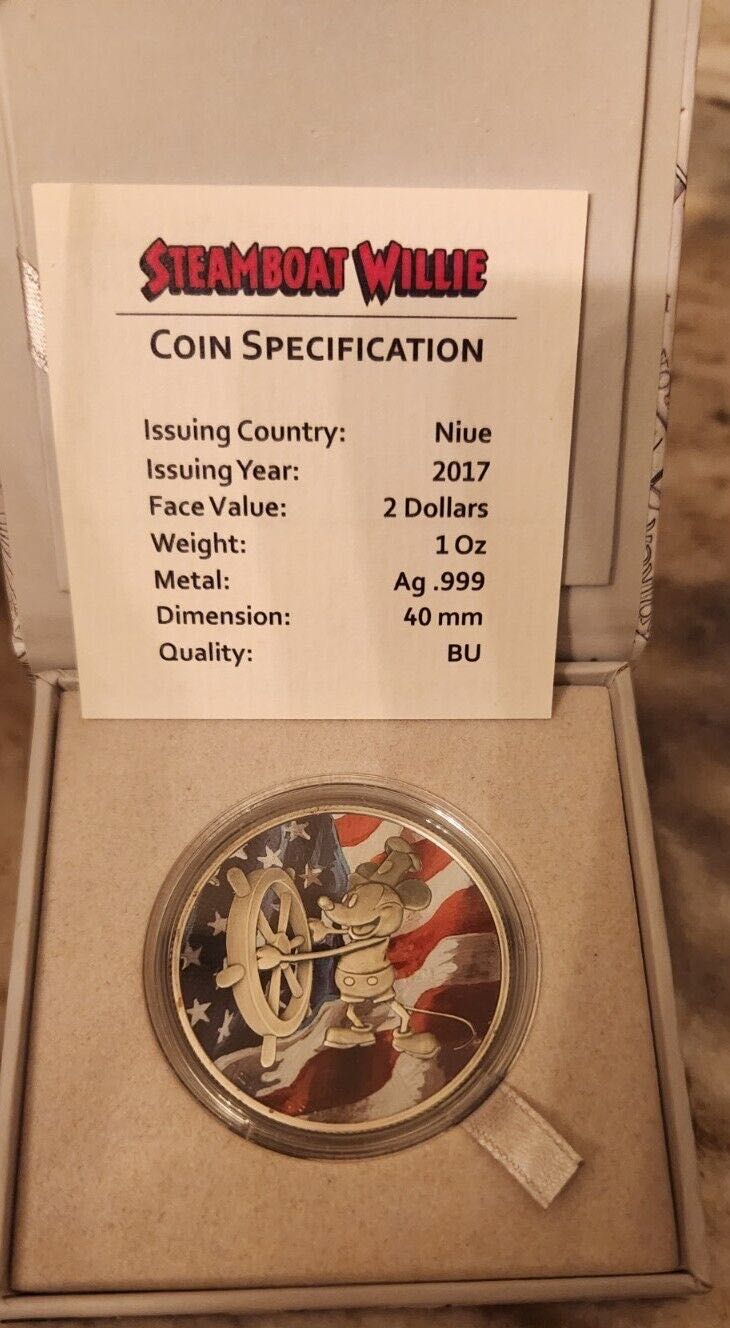 STEAMBOAT WILLIE
COIN SPECIFICATION
Issuing Country: Niue
Issuing Year: 2017
Face Value: 2 Dollars
Weight: 1 Oz
Metal: Ag .999
Dimension: 40 mm
Quality: BU